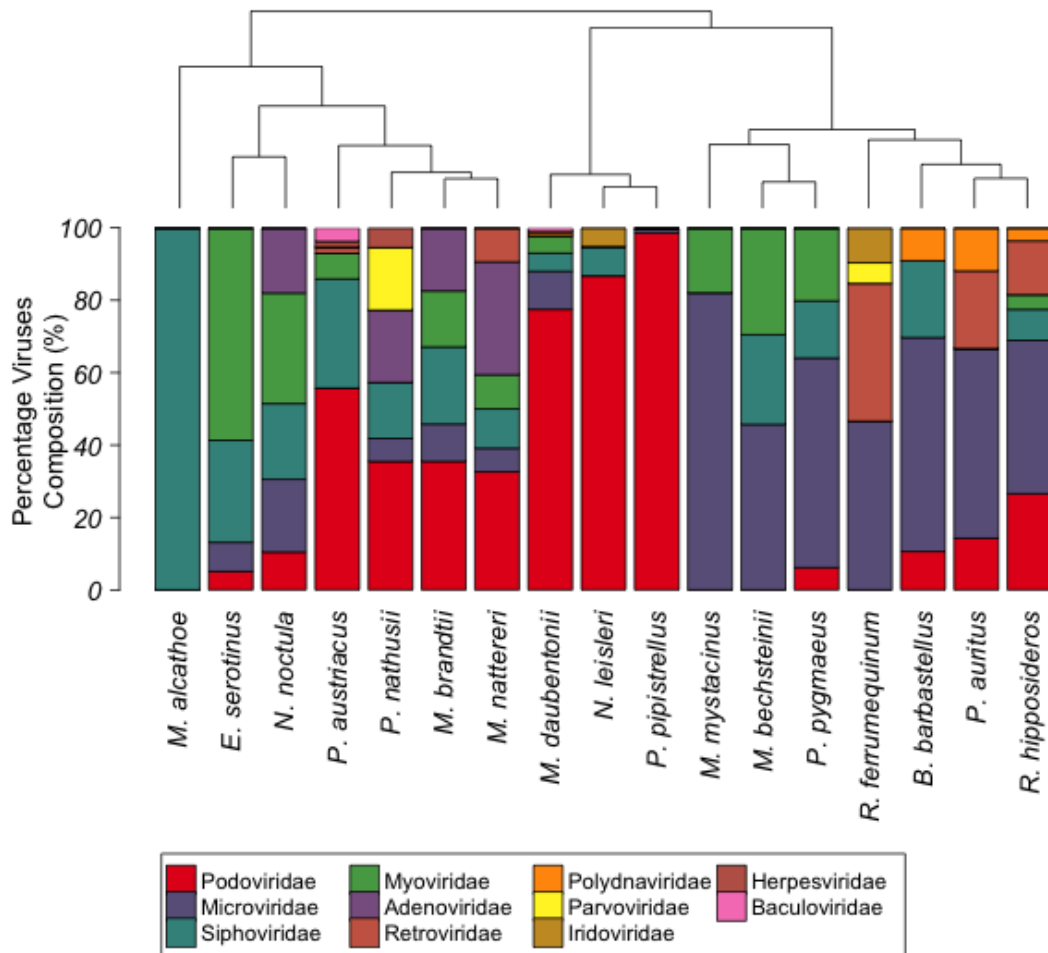 Percentage Viruses
Composition (%)
100
80
60
40
20
0
M. alcathoe
E. serotinus
N. noctula
P. austriacus
P. nathusii
M. brandtii
M. nattereri
M. daubentonii
N. leisleri
P. pipistrellus
M. mystacinus
M. bechsteinii
P. pygmaeus
R. ferrumequinum
B. barbastellus
P. auritus
R. hipposideros
Podoviridae Myoviridae Polydnaviridae Herpesviridae
Microviridae Adenoviridae Parvoviridae Baculoviridae
Siphoviridae Retroviridae Iridoviridae